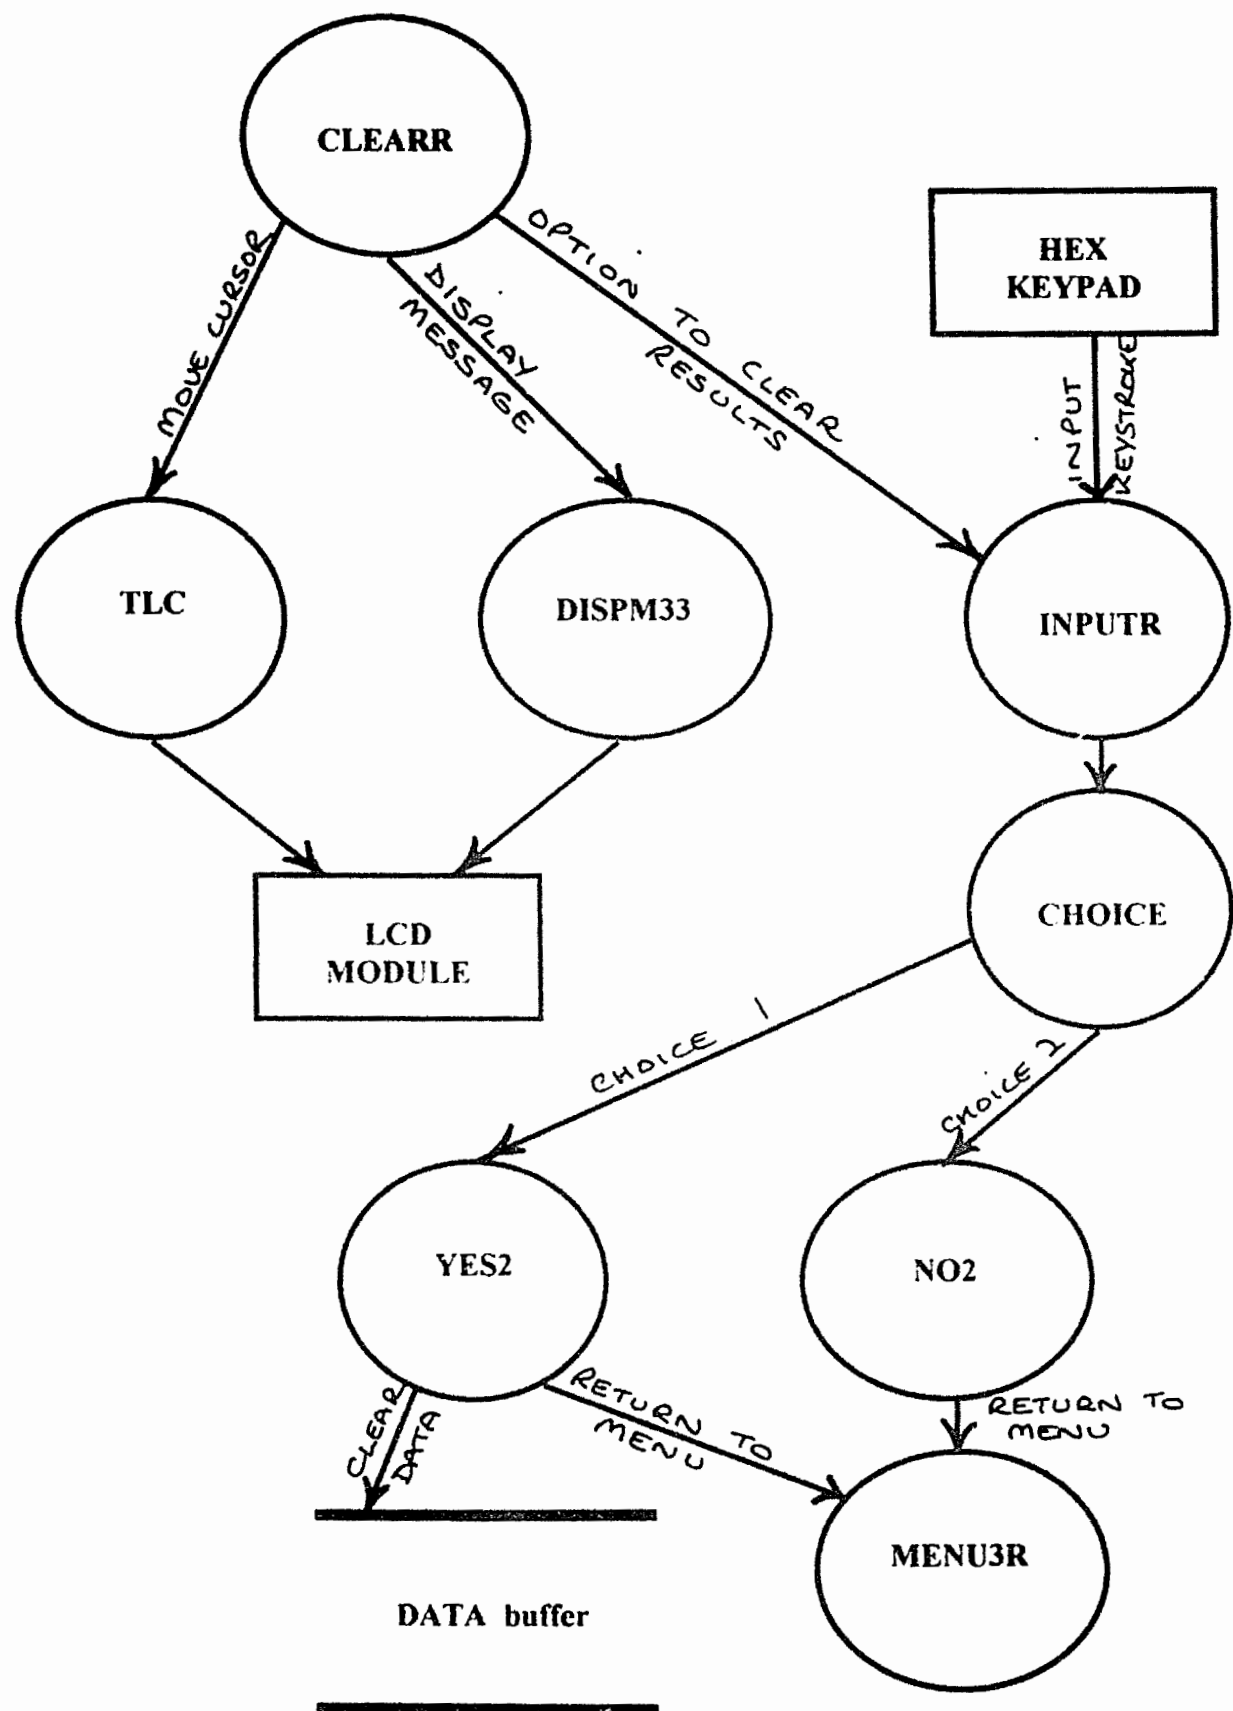 CLEARR
HEX
KEYPAD
MOVE CURSOR
DISPLAY
MESSAGE
OPTION TO CLEAR
RESULTS
INPUT
KEYSTROKE
TLC
DISPM33
INPUTR
LCD
MODULE
CHOICE
CHOICE 1
CHOICE 2
YES2
NO2
CLEAR
DATA
RETURN TO
MENU
RETURN TO
MENU
MENU3R
DATA buffer